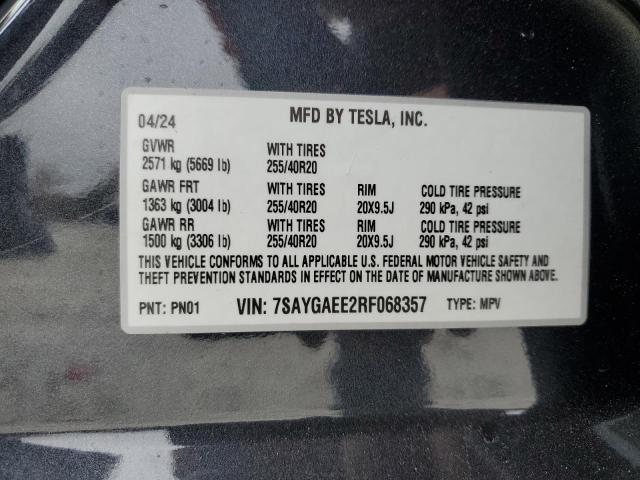 04/24 MFD BY TESLA, INC.
GVWR WITH TIRES
2571 kg (5669 lb) 255/40R20
GAWR FRT WITH TIRES RIM COLD TIRE PRESSURE
1363 kg (3004 lb) 255/40R20 20X9.5J 290 kPa, 42 psi
GAWR RR WITH TIRES RIM COLD TIRE PRESSURE
1500 kg (3306 lb) 255/40R20 20X9.5J 290 kPa, 42 psi
THIS VEHICLE CONFORMS TO ALL APPLICABLE U.S. FEDERAL MOTOR VEHICLE SAFETY AND
THEFT PREVENTION STANDARDS IN EFFECT ON THE DATE OF MANUFACTURE SHOWN ABOVE.
PNT: PN01 VIN: 7SAYGAEE2RF068357 TYPE: MPV